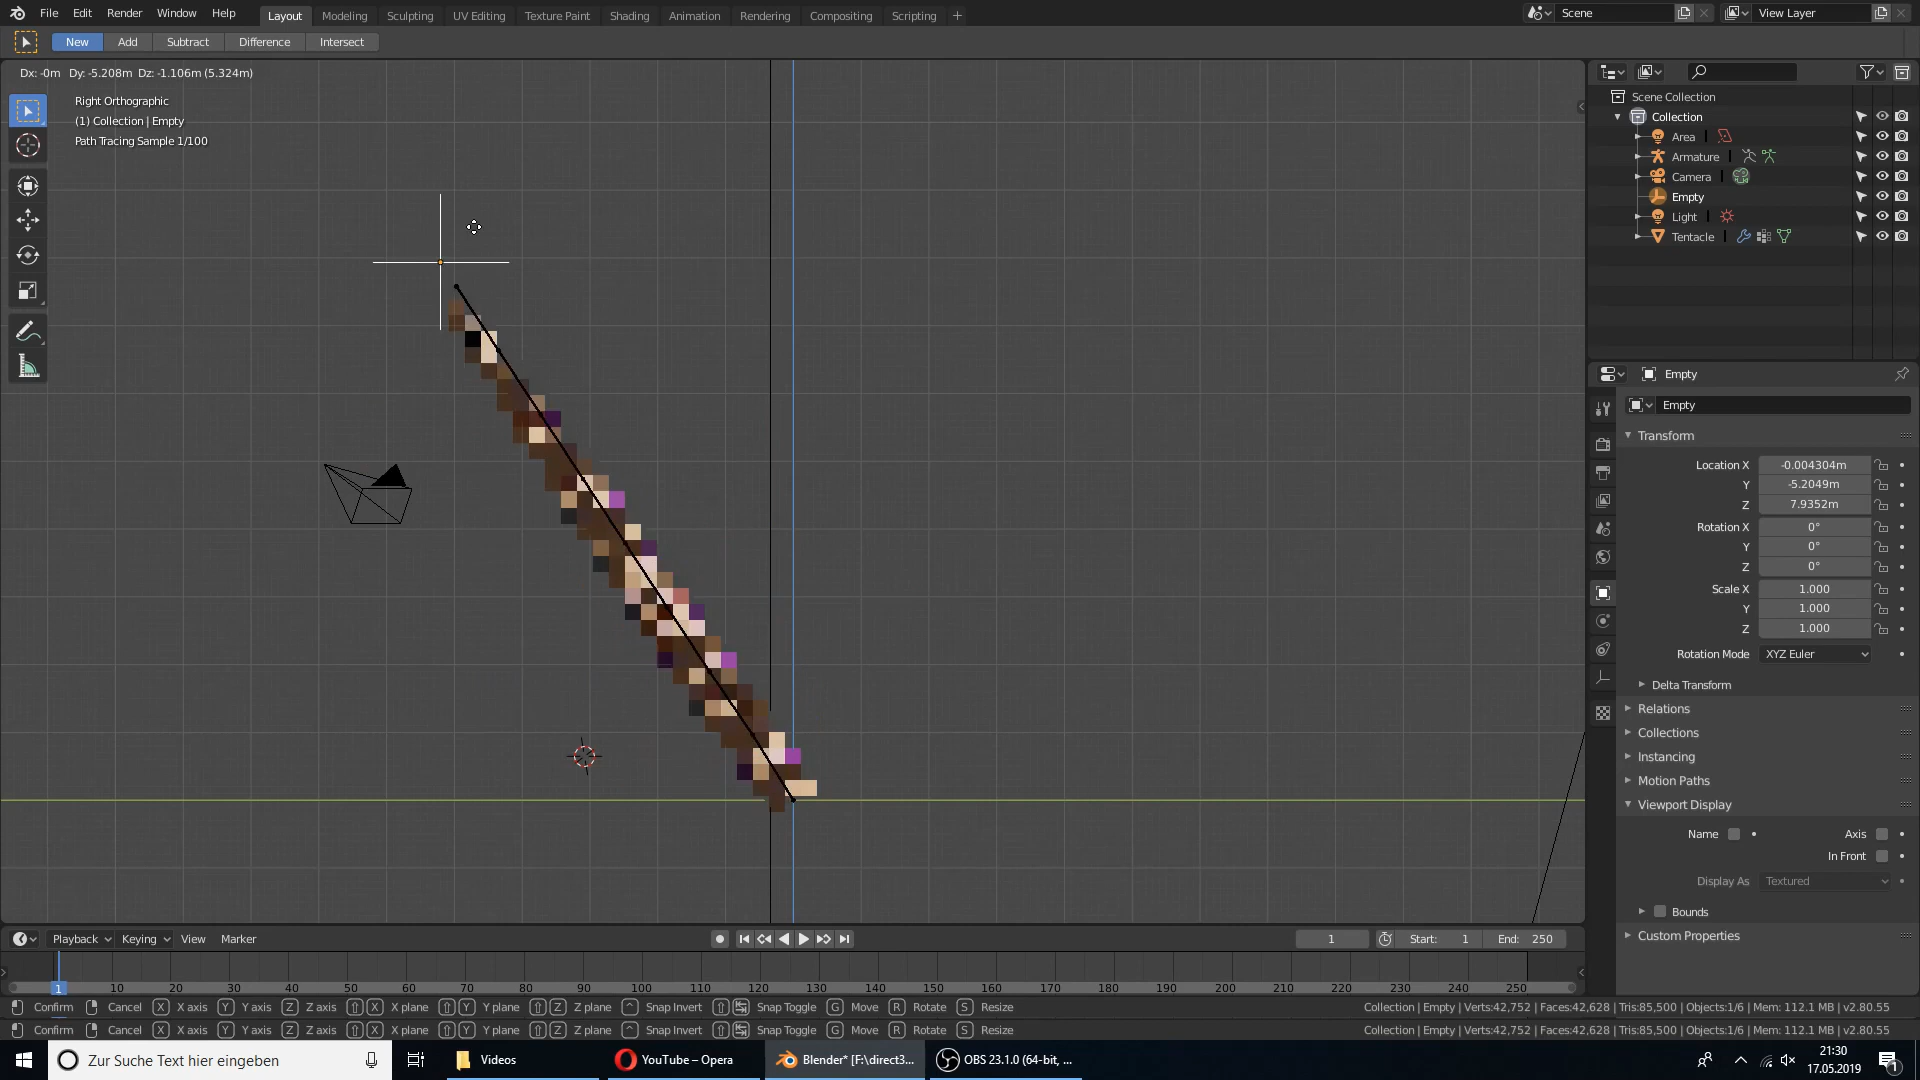 File Edit Render Window Help Layout Modeling Sculpting UV Editing Texture Paint Shading Animation Rendering Compositing Scripting + Scene View Layer
New Add Subtract Difference Intersect
Dx: -0m Dy: -5.208m Dz: -1.106m (5.324m)
Right Orthographic
(1) Collection | Empty
Path Tracing Sample 1/100
Scene Collection
Collection
Area
Armature
Camera
Empty
Light
Tentacle
Empty
Empty
Transform
Location X -0.004304m
Y -5.2049m
Z 7.9352m
Rotation X 0°
Y 0°
Z 0°
Scale X 1.000
Y 1.000
Z 1.000
Rotation Mode XYZ Euler
Delta Transform
Relations
Collections
Instancing
Motion Paths
Viewport Display
Name Axis
In Front
Display As Textured
Bounds
Custom Properties
Playback Keying View Marker 1 Start: 1 End: 250
1 10 20 30 40 50 60 70 80 90 100 110 120 130 140 150 160 170 180 190 200 210 220 230 240 250
Confirm Cancel X X axis Y Y axis Z Z axis X X plane Y Y plane Z Z plane Snap Invert Snap Toggle G Move R Rotate S Resize Collection | Empty | Verts:42,752 | Faces:42,628 | Tris:85,500 | Objects:1/6 | Mem: 112.1 MB | v2.80.55
Confirm Cancel X X axis Y Y axis Z Z axis X X plane Y Y plane Z Z plane Snap Invert Snap Toggle G Move R Rotate S Resize Collection | Empty | Verts:42,752 | Faces:42,628 | Tris:85,500 | Objects:1/6 | Mem: 112.1 MB | v2.80.55
Zur Suche Text hier eingeben Videos YouTube – Opera Blender* [F:\direct3... OBS 23.1.0 (64-bit, ... 21:30
17.05.2019 1